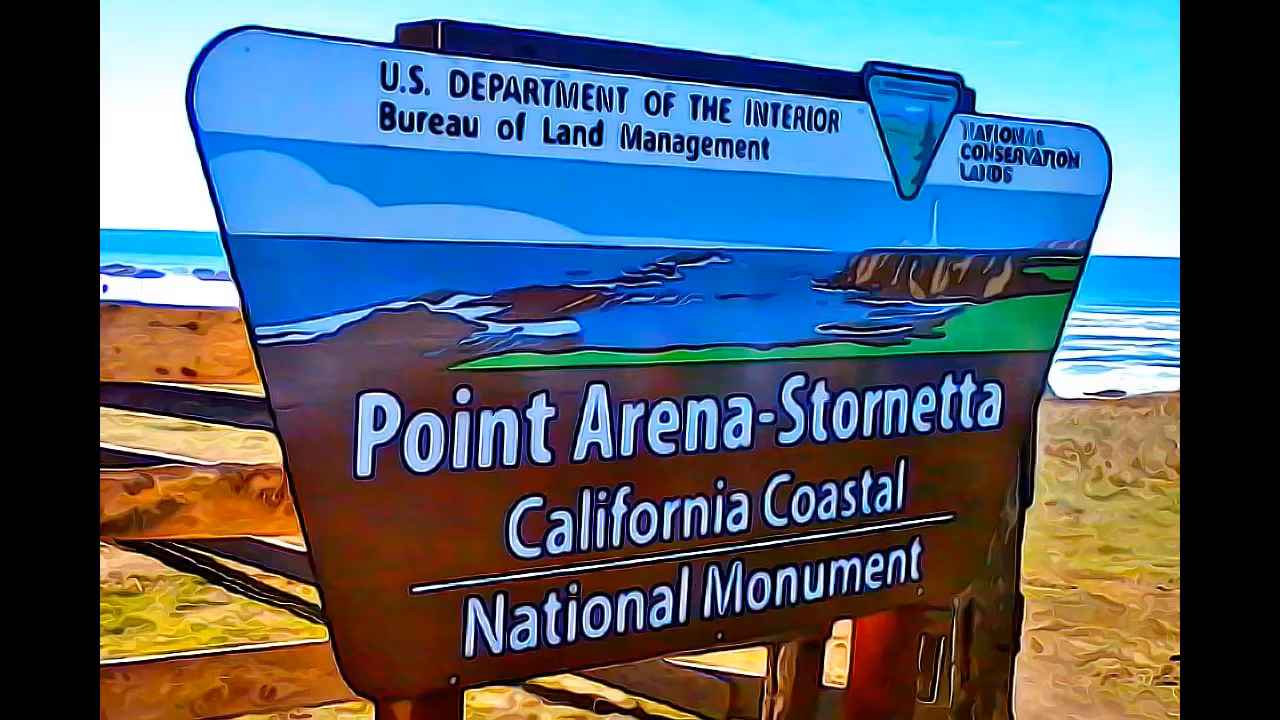 U.S. DEPARTMENT OF THE INTERIOR
Bureau of Land Management
NATIONAL
CONSERVATION
LANDS
Point Arena-Stornetta
California Coastal
National Monument